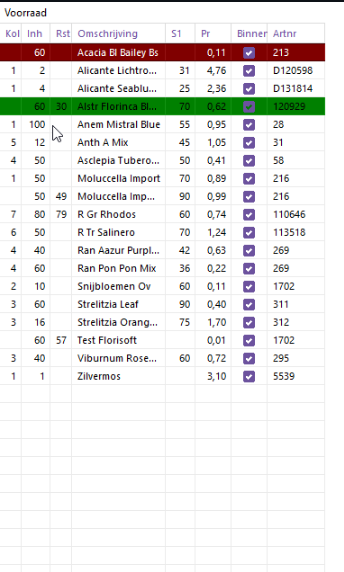 Voorraad
Kol Inh Rst Omschrijving S1 Pr Binner Artnr
60 Acacia Bl Bailey Bs 0,11 213
1 2 Alicante Lichtro... 31 4,76 D120598
1 4 Alicante Seablu... 25 2,36 D131814
60 30 Alstr Florinca Bl... 70 0,62 120929
1 100 Anem Mistral Blue 55 0,95 28
5 12 Anth A Mix 45 1,05 31
4 50 Asclepia Tubero... 50 0,41 58
1 50 Moluccella Import 70 0,89 216
50 49 Moluccella Imp... 90 0,99 216
7 80 79 R Gr Rhodos 60 0,74 110646
6 50 R Tr Salinero 70 1,24 113518
4 40 Ran Aazur Purpl... 42 0,63 269
4 60 Ran Pon Pon Mix 36 0,22 269
2 10 Snijbloemen Ov 60 0,11 1702
3 60 Strelitzia Leaf 90 0,40 311
3 16 Strelitzia Orang... 75 1,70 312
60 57 Test Florisoft 0,01 1702
3 40 Viburnum Rose... 60 0,72 295
1 1 Zilvermos 3,10 5539